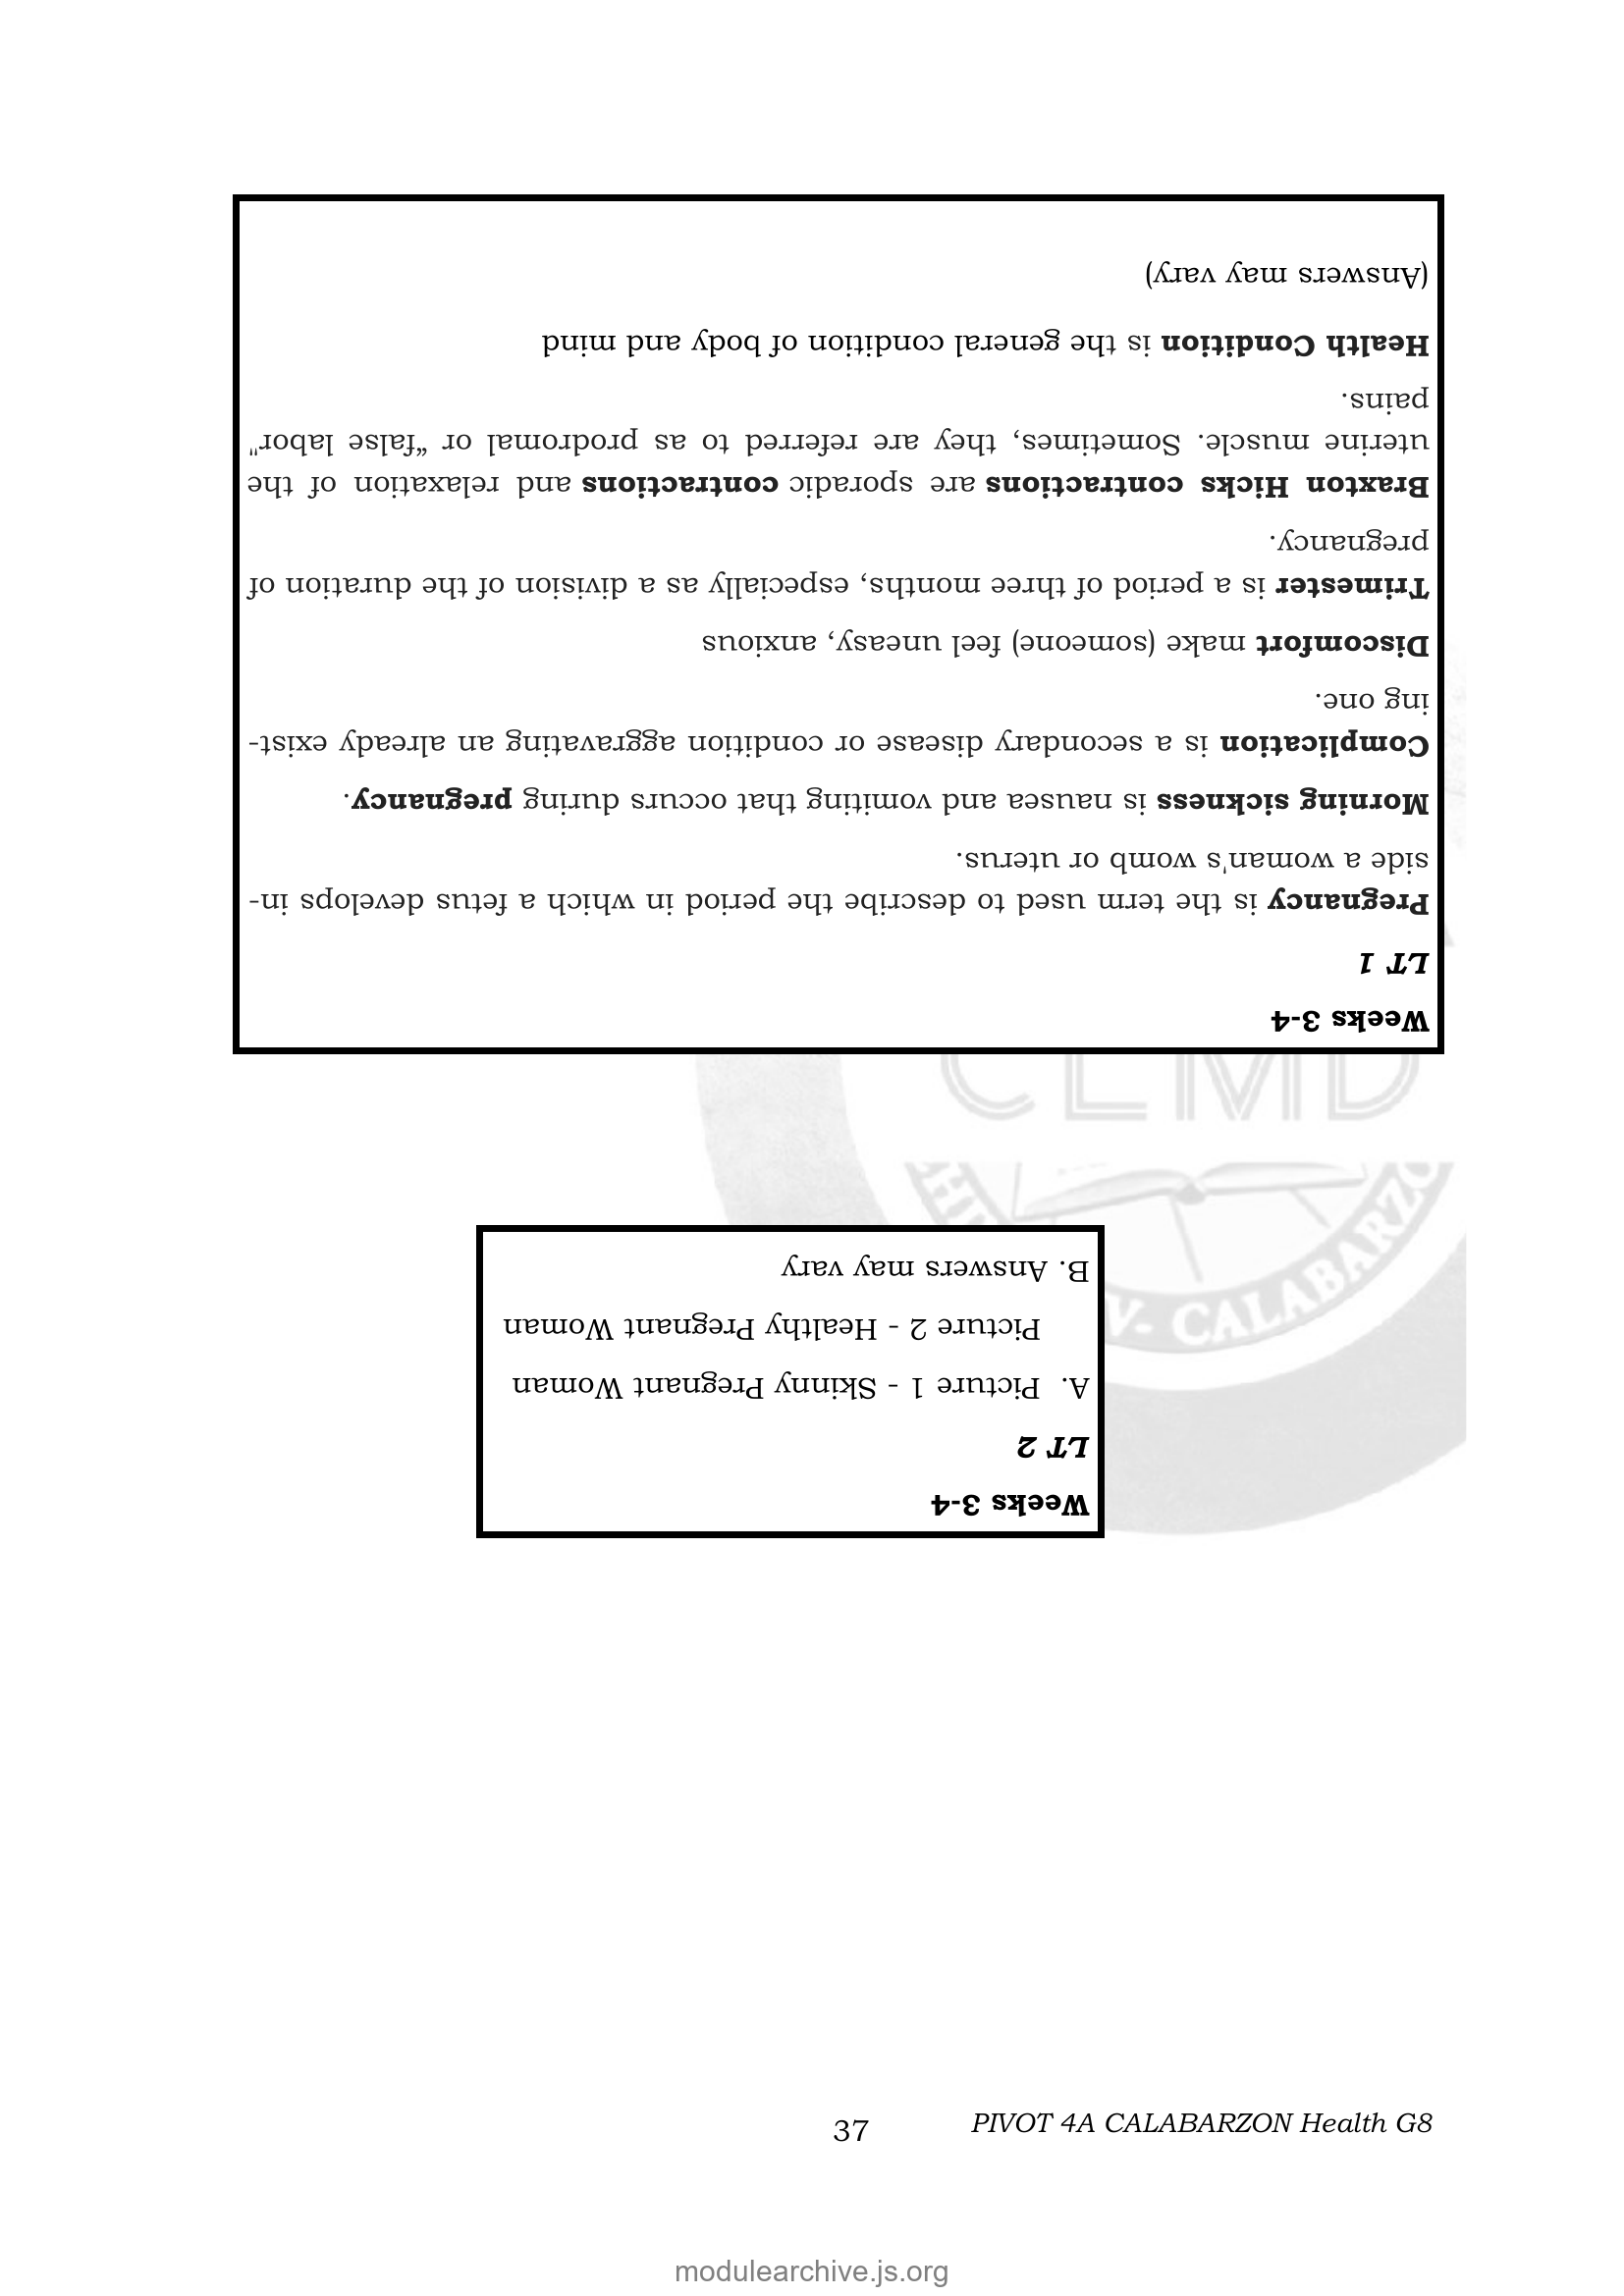 Weeks 3-4
LT 1
Pregnancy is the term used to describe the period in which a fetus develops in-
side a woman's womb or uterus.
Morning sickness is nausea and vomiting that occurs during pregnancy.
Complication is a secondary disease or condition aggravating an already exist-
ing one.
Discomfort make (someone) feel uneasy, anxious
Trimester is a period of three months, especially as a division of the duration of
pregnancy.
Braxton Hicks contractions are sporadic contractions and relaxation of the
uterine muscle. Sometimes, they are referred to as prodromal or “false labor"
pains.
Health Condition is the general condition of body and mind
(Answers may vary)
CLMD
V- CALABARZO
Weeks 3-4
LT 2
A. Picture 1 - Skinny Pregnant Woman
Picture 2 - Healthy Pregnant Woman
B. Answers may vary
37 PIVOT 4A CALABARZON Health G8
modulearchive.js.org